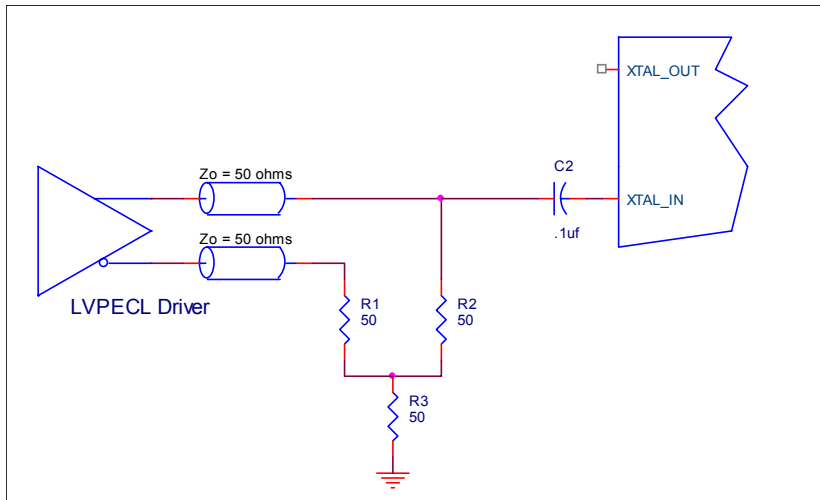 XTAL_OUT
Zo = 50 ohms
C2
XTAL_IN
.1uf
Zo = 50 ohms
LVPECL Driver
R1
50
R2
50
R3
50